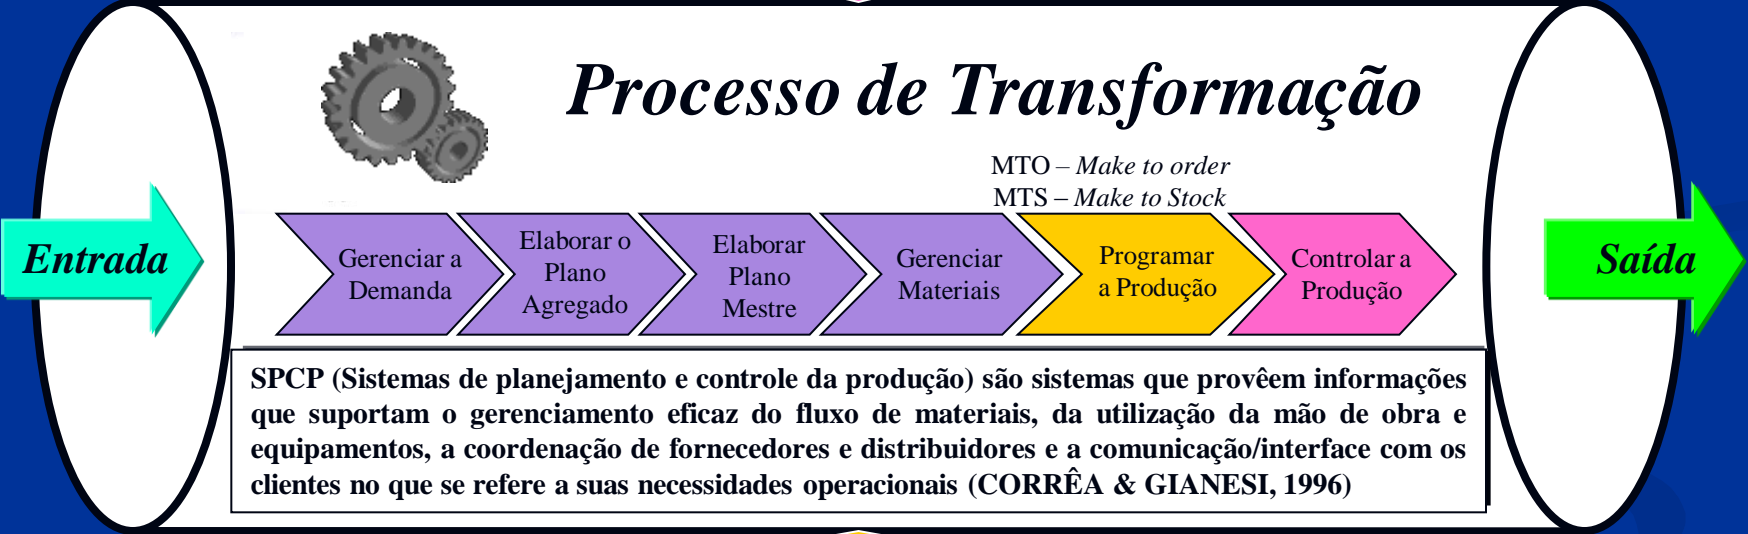 Processo de Transformação
MTO – Make to order
MTS – Make to Stock
Entrada
Gerenciar a
Demanda
Elaborar o
Plano
Agregado
Elaborar
Plano
Mestre
Gerenciar
Materiais
Programar
a Produção
Controlar a
Produção
Saída
SPCP (Sistemas de planejamento e controle da produção) são sistemas que provêem informações
que suportam o gerenciamento eficaz do fluxo de materiais, da utilização da mão de obra e
equipamentos, a coordenação de fornecedores e distribuidores e a comunicação/interface com os
clientes no que se refere a suas necessidades operacionais (CORRÊA & GIANESI, 1996)